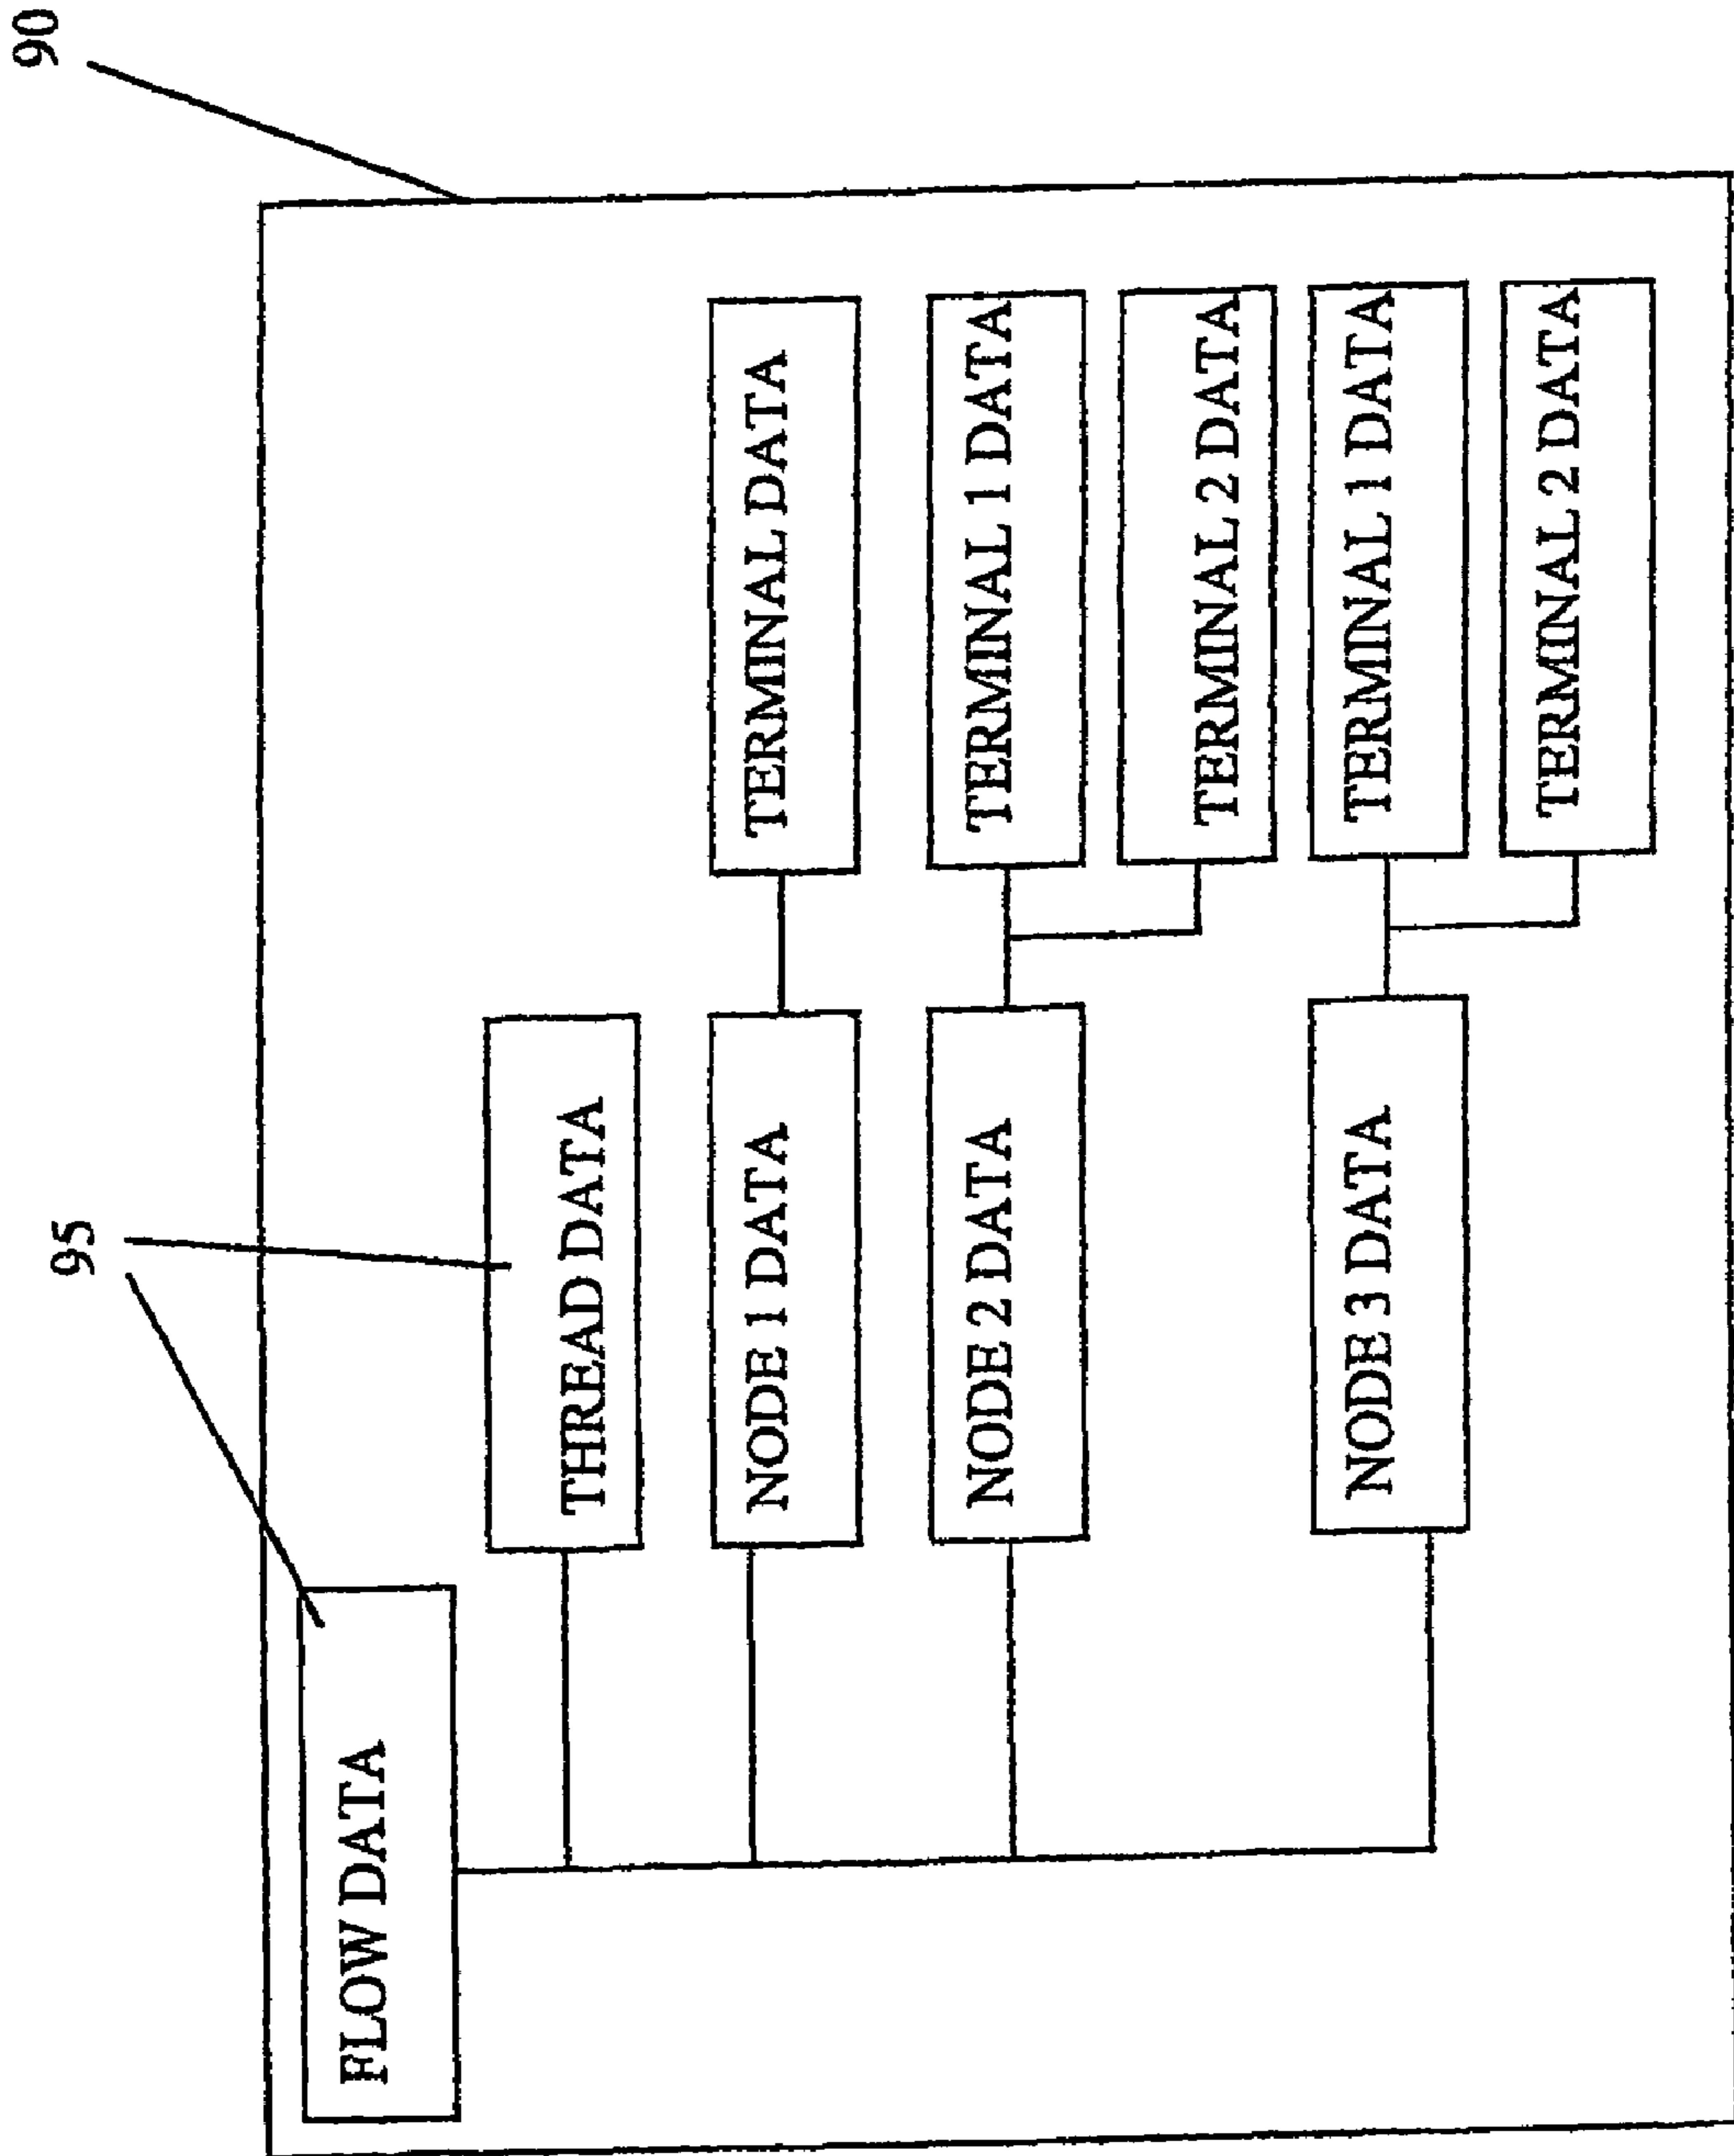 90
95
FLOW DATA
THREAD DATA
NODE 1 DATA
TERMINAL DATA
NODE 2 DATA
TERMINAL 1 DATA
TERMINAL 2 DATA
NODE 3 DATA
TERMINAL 1 DATA
TERMINAL 2 DATA